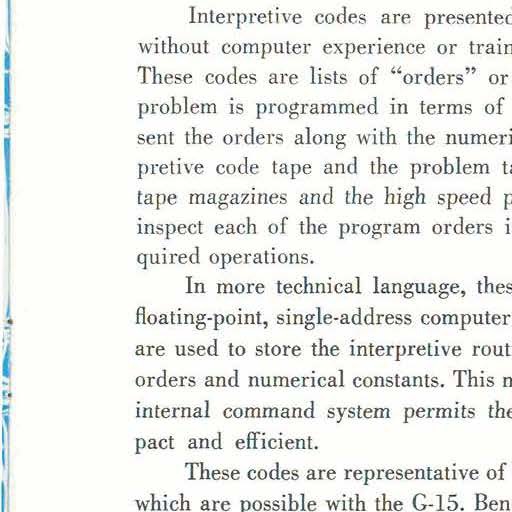 Interpretive codes are presented
without computer experience or train
These codes are lists of “orders” or
problem is programmed in terms of
sent the orders along with the numeri
pretive code tape and the problem ta
tape magazines and the high speed p
inspect each of the program orders i
quired operations.
In more technical language, thes
floating-point, single-address computer
are used to store the interpretive rout
orders and numerical constants. This m
internal command system permits the
pact and efficient.
These codes are representative of
which are possible with the G-15. Ben